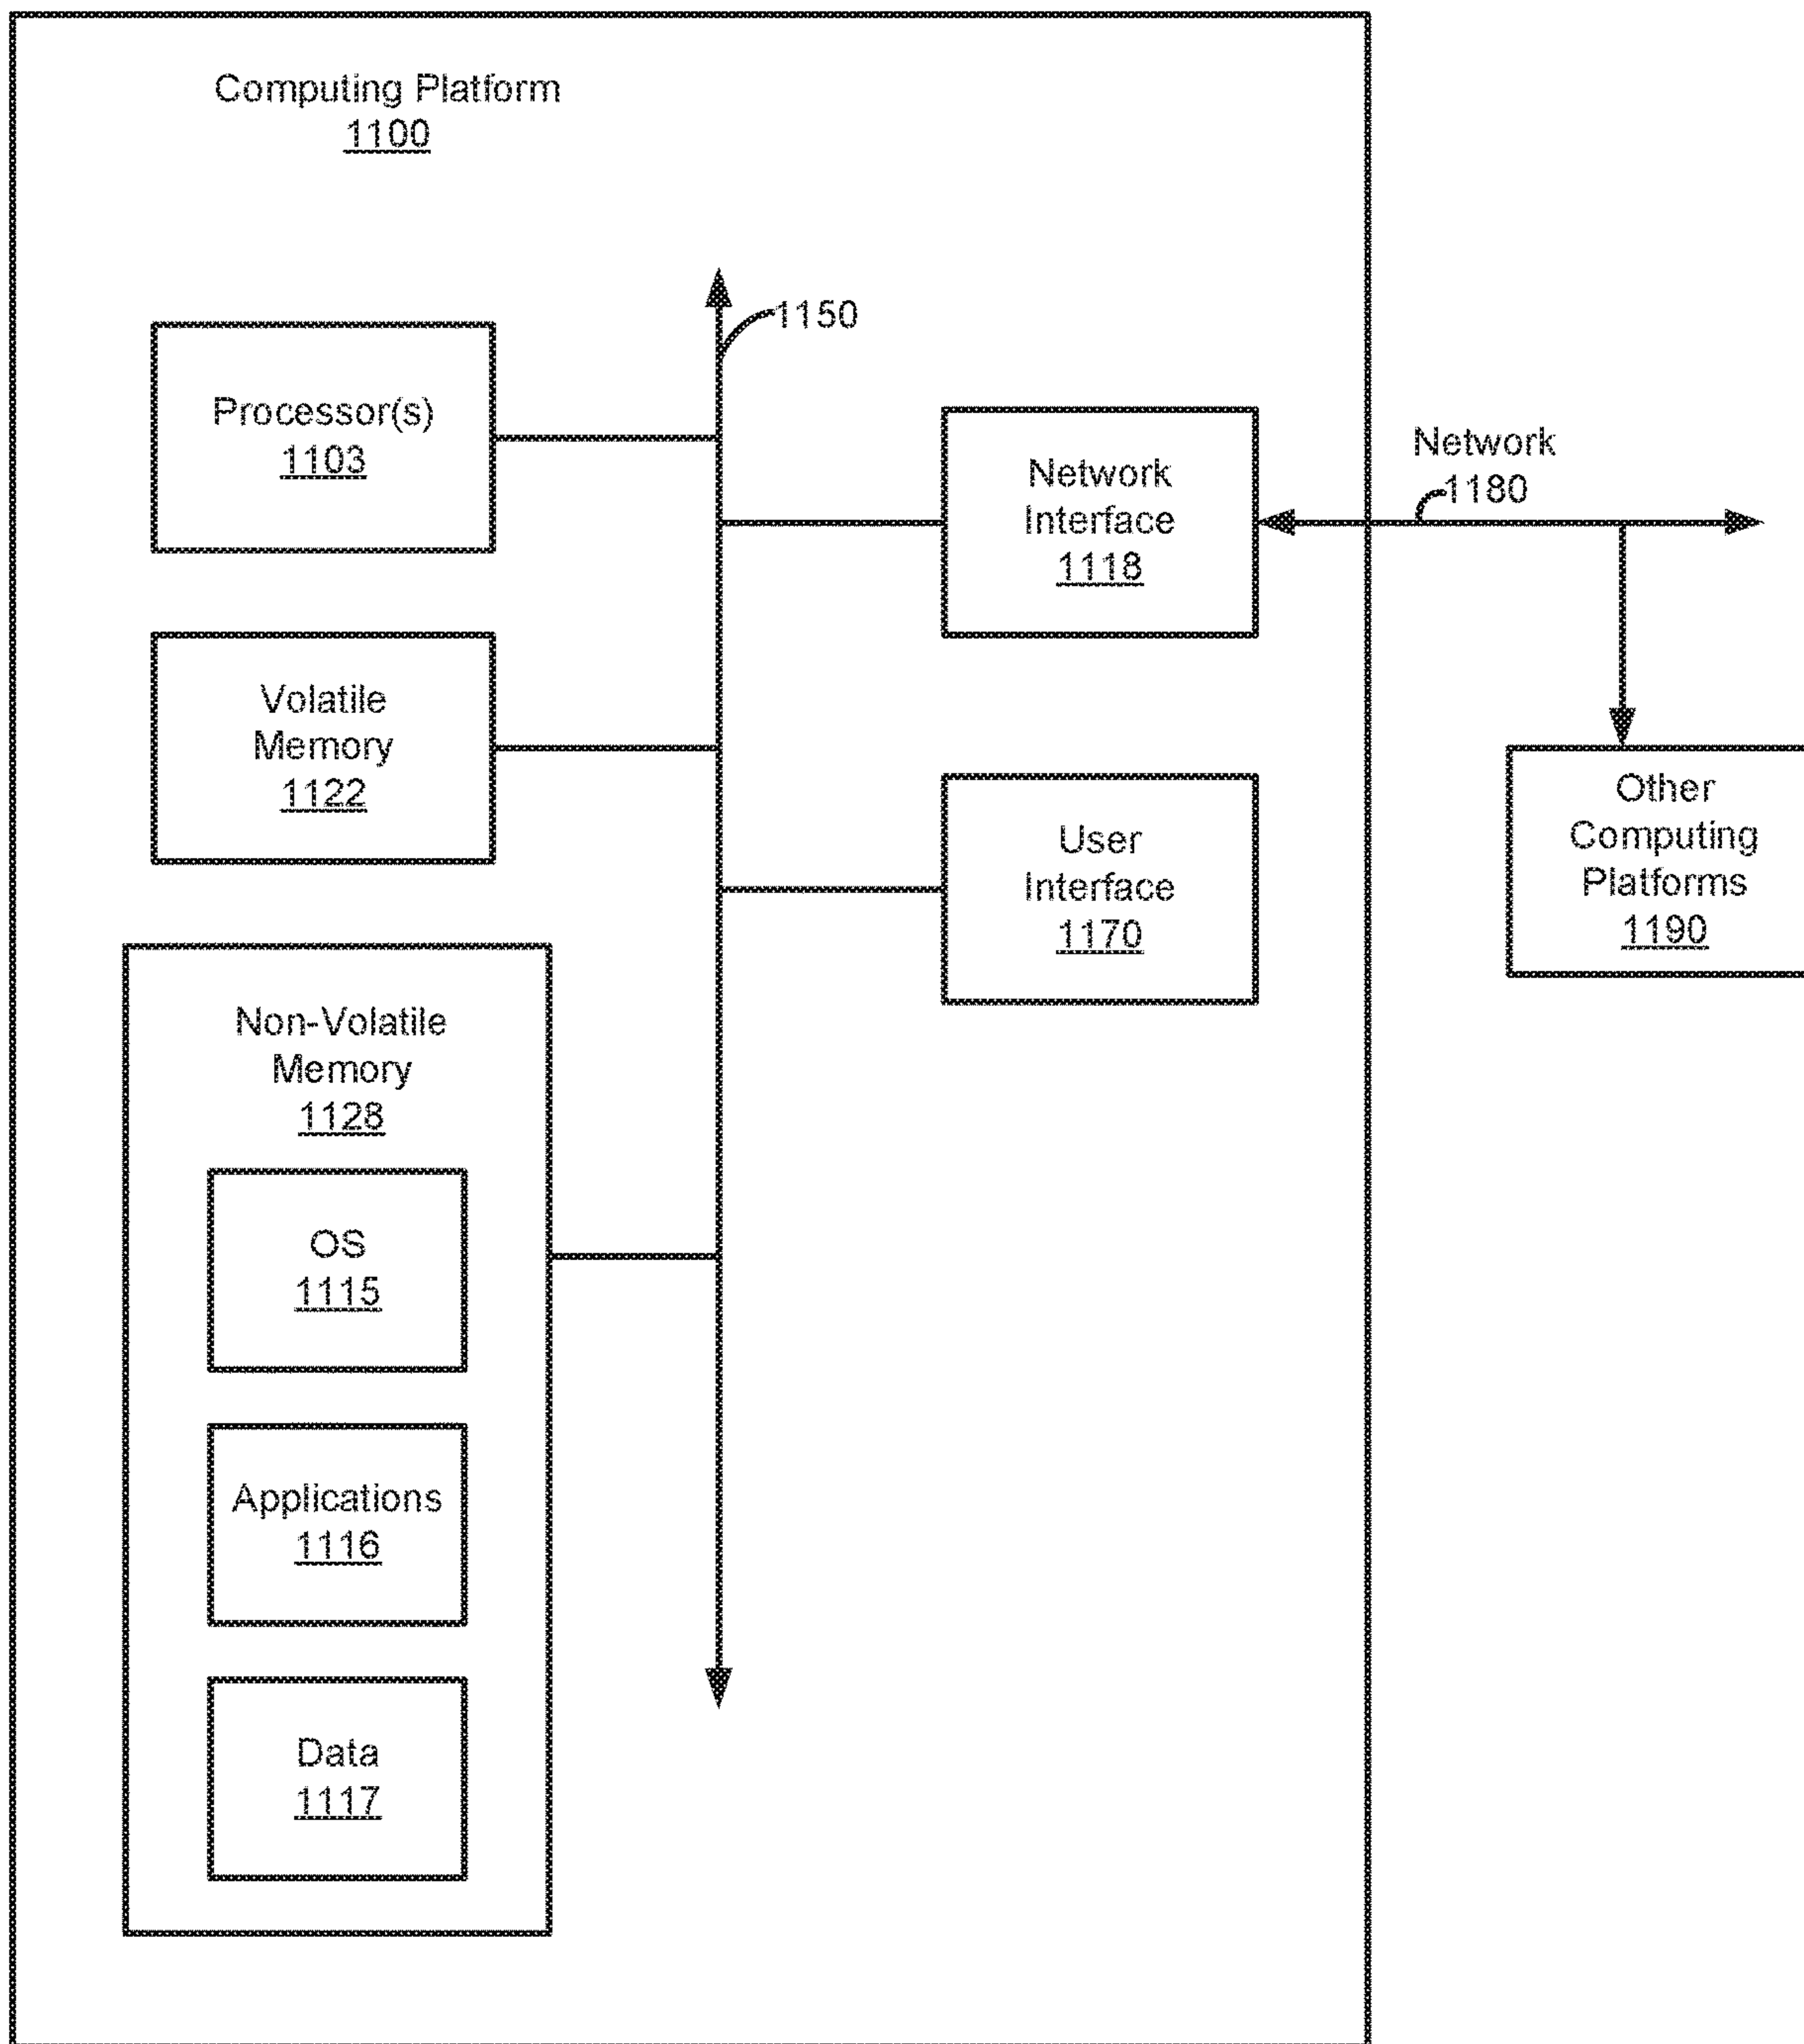 Computing Platform
1100
1150
Processor(s)
1103
Network
Interface
1118
Network
1180
Volatile
Memory
1122
User
Interface
1170
Other
Computing
Platforms
1190
Non-Volatile
Memory
1128
OS
1115
Applications
1116
Data
1117